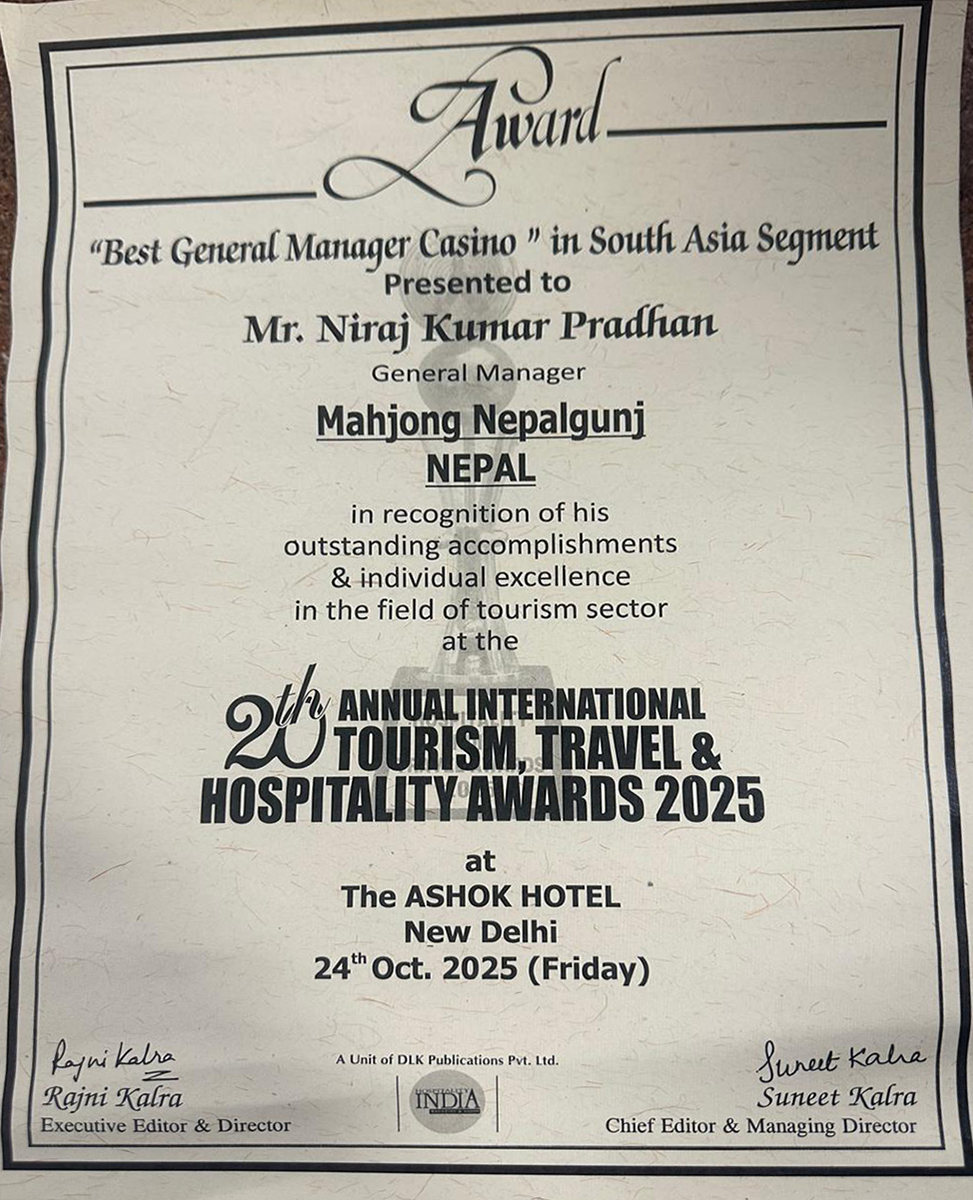 Award
“Best General Manager Casino ” in South Asia Segment
Presented to
Mr. Niraj Kumar Pradhan
General Manager
Mahjong Nepalgunj
NEPAL
in recognition of his
outstanding accomplishments
& individual excellence
in the field of tourism sector
at the
20th ANNUAL INTERNATIONAL
TOURISM, TRAVEL &
HOSPITALITY AWARDS 2025
at
The ASHOK HOTEL
New Delhi
24th Oct. 2025 (Friday)
Rajni Kalra
Rajni Kalra
Executive Editor & Director
A Unit of DLK Publications Pvt. Ltd.
HOSPITALITY
INDIA
Suneet Kalra
Suneet Kalra
Chief Editor & Managing Director